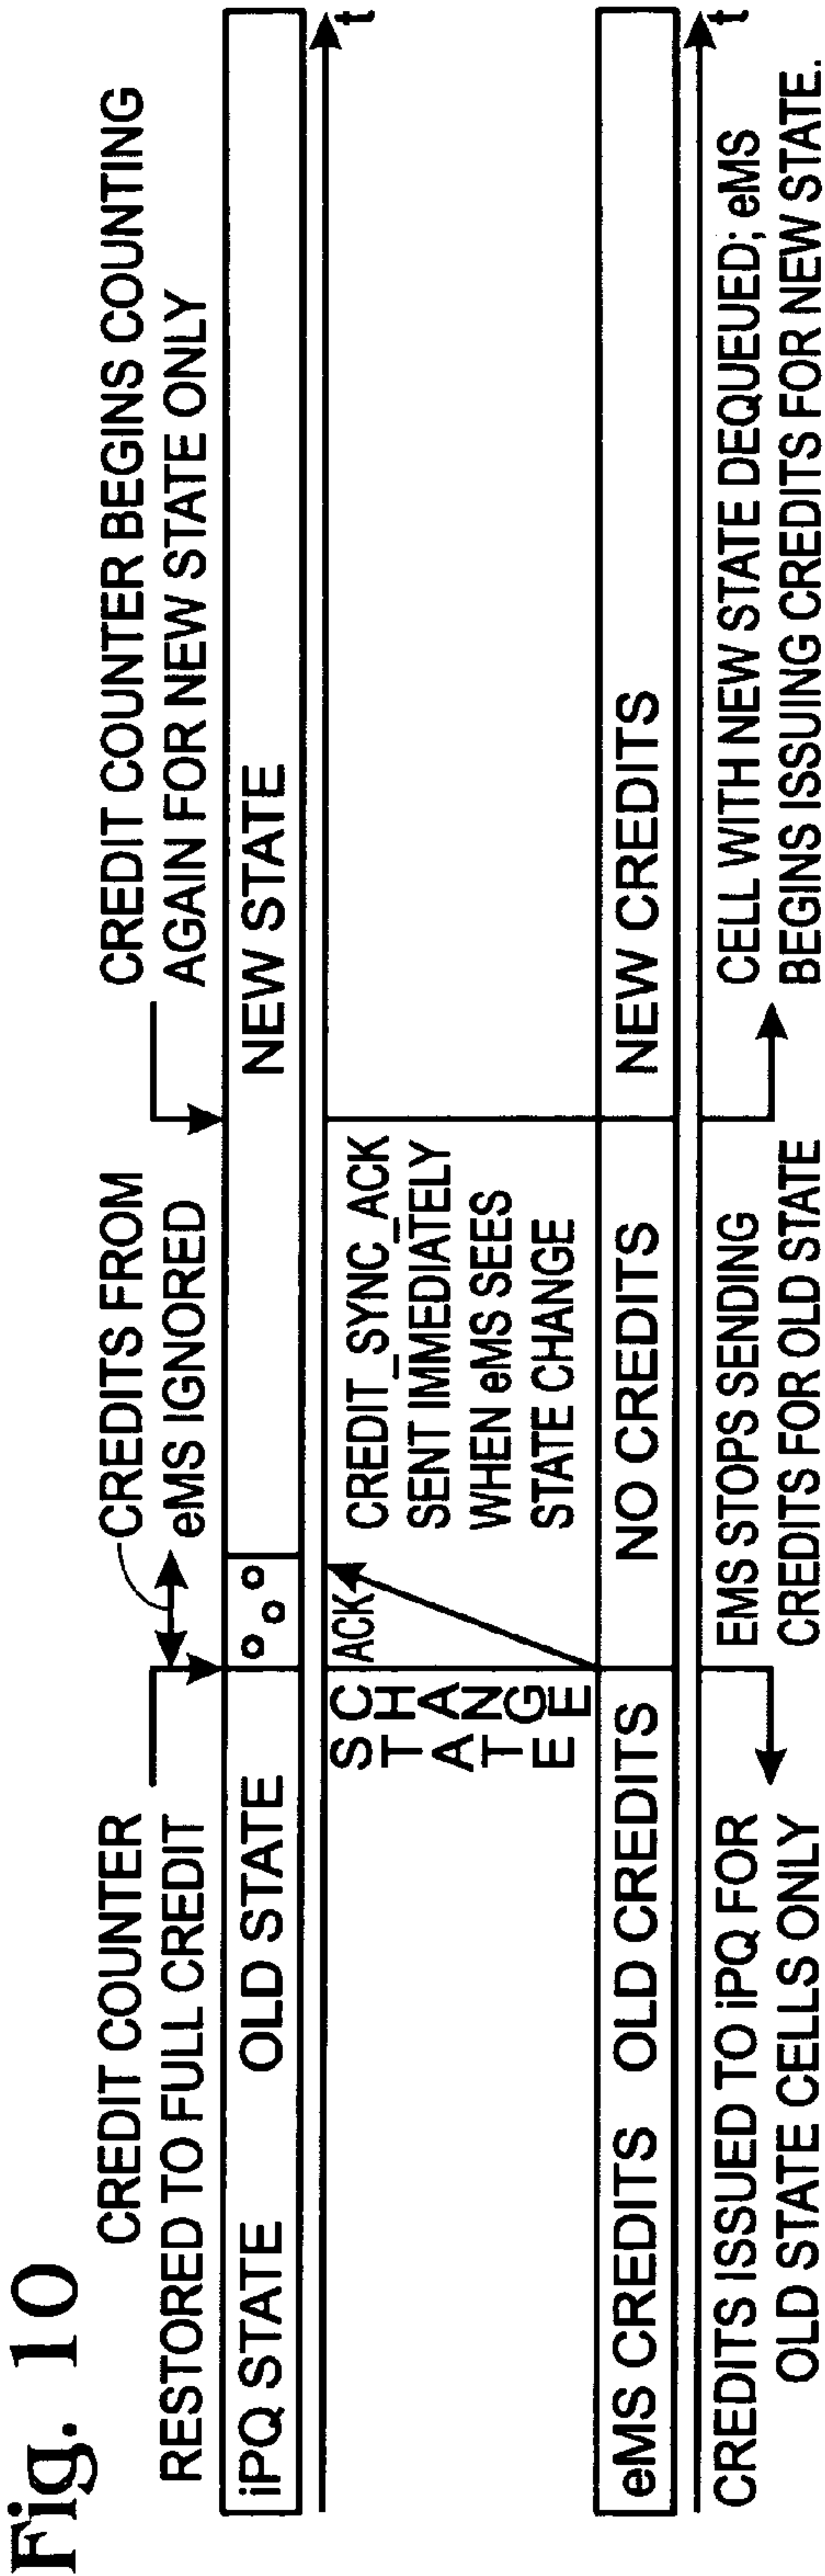 Fig. 10
CREDIT COUNTER
RESTORED TO FULL CREDIT
CREDITS FROM
eMS IGNORED
CREDIT COUNTER BEGINS COUNTING
AGAIN FOR NEW STATE ONLY
iPQ STATE OLD STATE NEW STATE
t
STATE
CHANGE
ACK
CREDIT_SYNC_ACK
SENT IMMEDIATELY
WHEN eMS SEES
STATE CHANGE
eMS CREDITS OLD CREDITS NO CREDITS NEW CREDITS
t
CREDITS ISSUED TO iPQ FOR
OLD STATE CELLS ONLY
EMS STOPS SENDING
CREDITS FOR OLD STATE
CELL WITH NEW STATE DEQUEUED; eMS
BEGINS ISSUING CREDITS FOR NEW STATE.